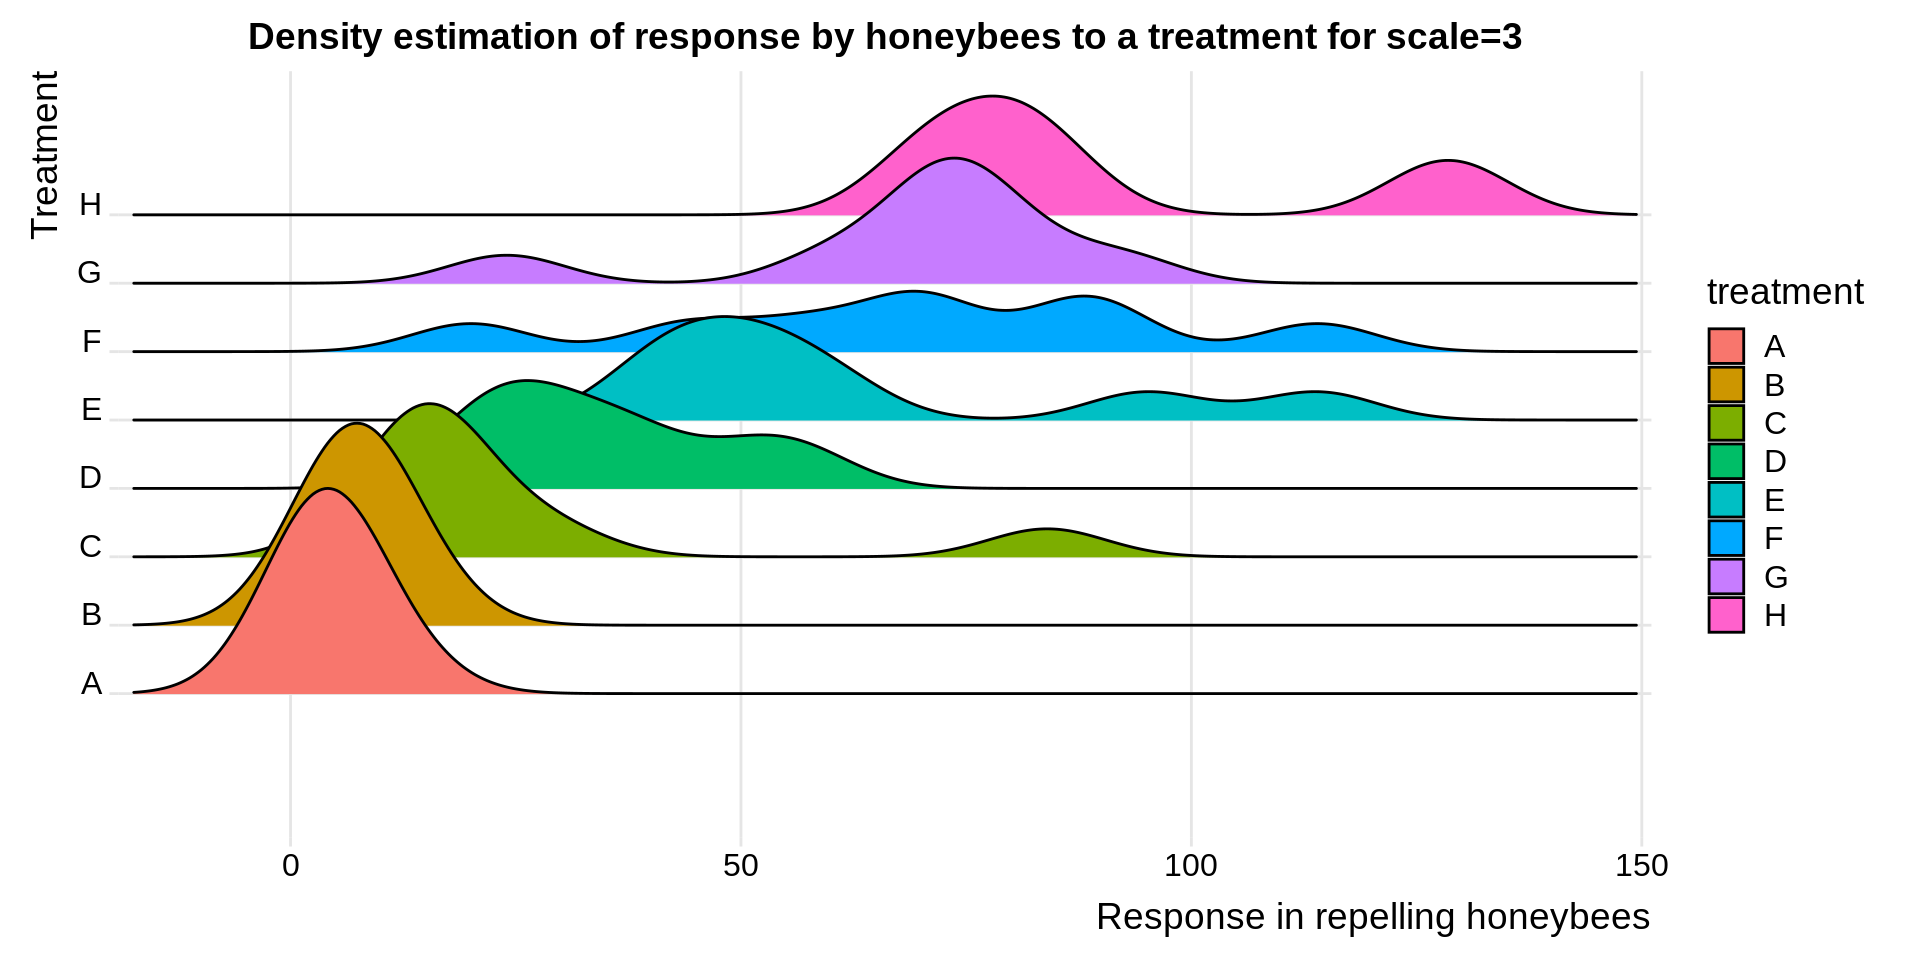 Density estimation of response by honeybees to a treatment for scale=3
Treatment
H
G
F
E
D
C
B
A
0 50 100 150
Response in repelling honeybees
treatment
A
B
C
D
E
F
G
H